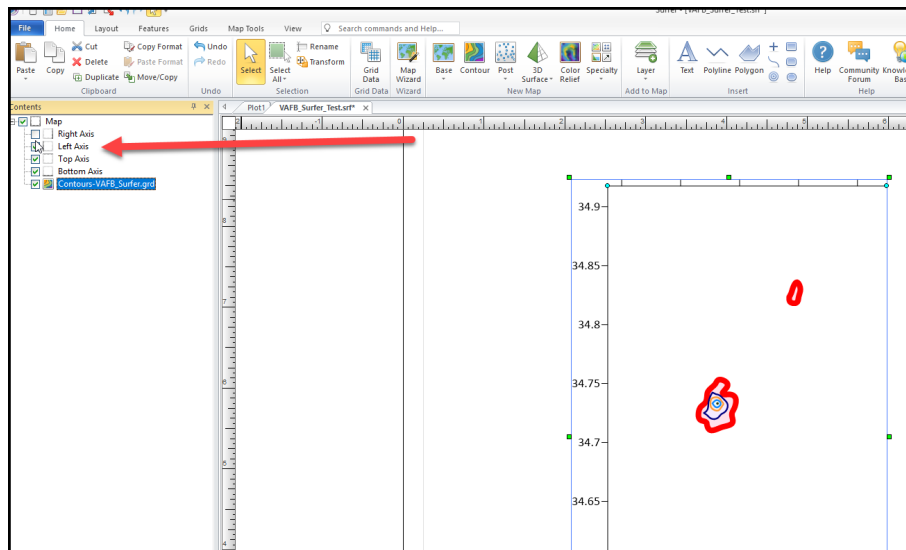 Surfer - [VAFB_Surfer_Test.srf*]
File Home Layout Features Grids Map Tools View Search commands and Help...
Cut Copy Format Undo Rename
Delete Paste Format Redo Transform
Paste Copy Duplicate Move/Copy Select Select All Grid Data Map Wizard Base Contour Post 3D Surface Color Relief Specialty Layer Text Polyline Polygon Help Community Forum
Clipboard Undo Selection Grid Data Wizard New Map Add to Map Insert Help
Contents Plot1 VAFB_Surfer_Test.srf*
Map
Right Axis
Left Axis
Top Axis
Bottom Axis
Contours-VAFB_Surfer.grd
34.9
34.85
34.8
34.75
34.7
34.65